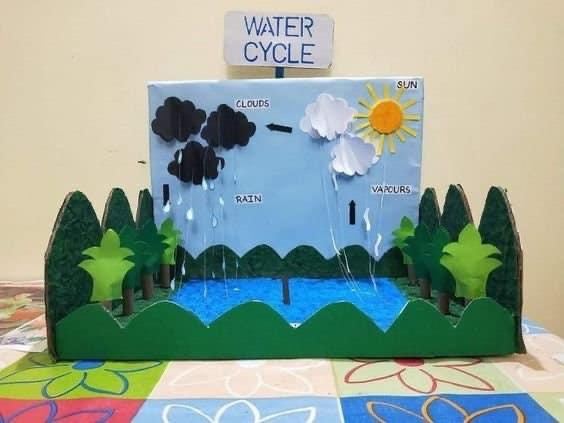 WATER
CYCLE
SUN
CLOUDS
VAPOURS
RAIN